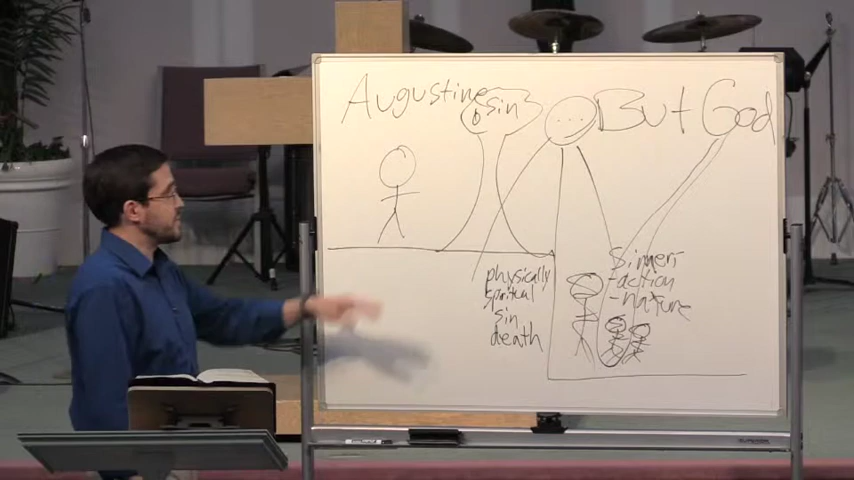 Augustine
sin
But God
physically
spiritual
sin
death
Sinner
-action
-nature